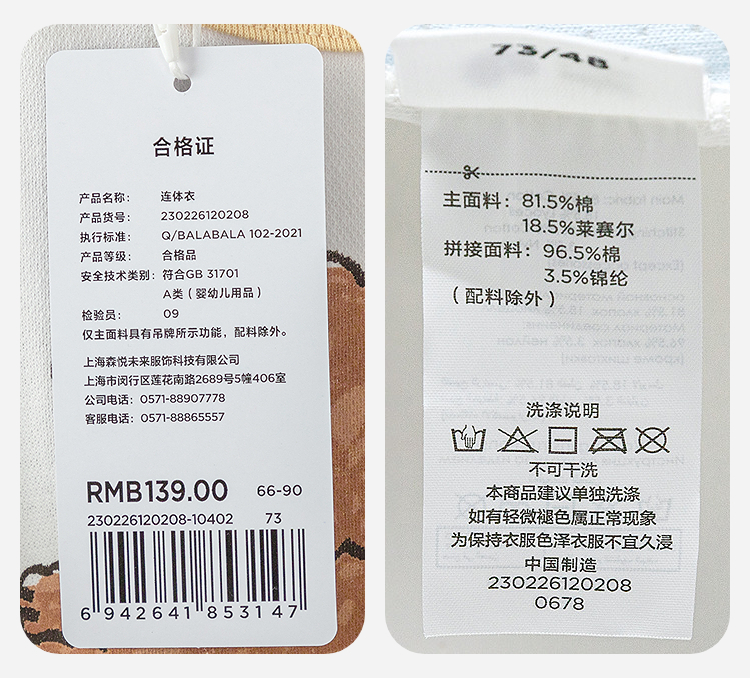 合格证
产品名称： 连体衣
产品货号： 230226120208
执行标准： Q/BALABALA 102-2021
产品等级： 合格品
安全技术类别： 符合GB 31701
A类（婴幼儿用品）
检验员： 09
仅主面料具有吊牌所示功能，配料除外。
上海森悦未来服饰科技有限公司
上海市闵行区莲花南路2689号5幢406室
公司电话：0571-88907778
客服电话：0571-88865557
RMB139.00 66-90
230226120208-10402 73
6 942641 853147
73/48
主面料：81.5%棉
18.5%莱赛尔
拼接面料：96.5%棉
3.5%锦纶
（配料除外）
洗涤说明
不可干洗
本商品建议单独洗涤
如有轻微褪色属正常现象
为保持衣服色泽衣服不宜久浸
中国制造
230226120208
0678